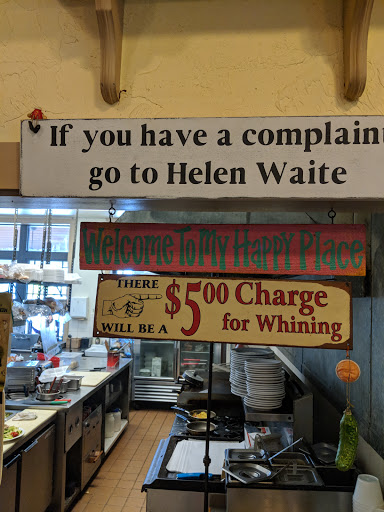 If you have a complain
go to Helen Waite
Welcome To My Happy Place
THERE
WILL BE A
$5.00 Charge
for Whining